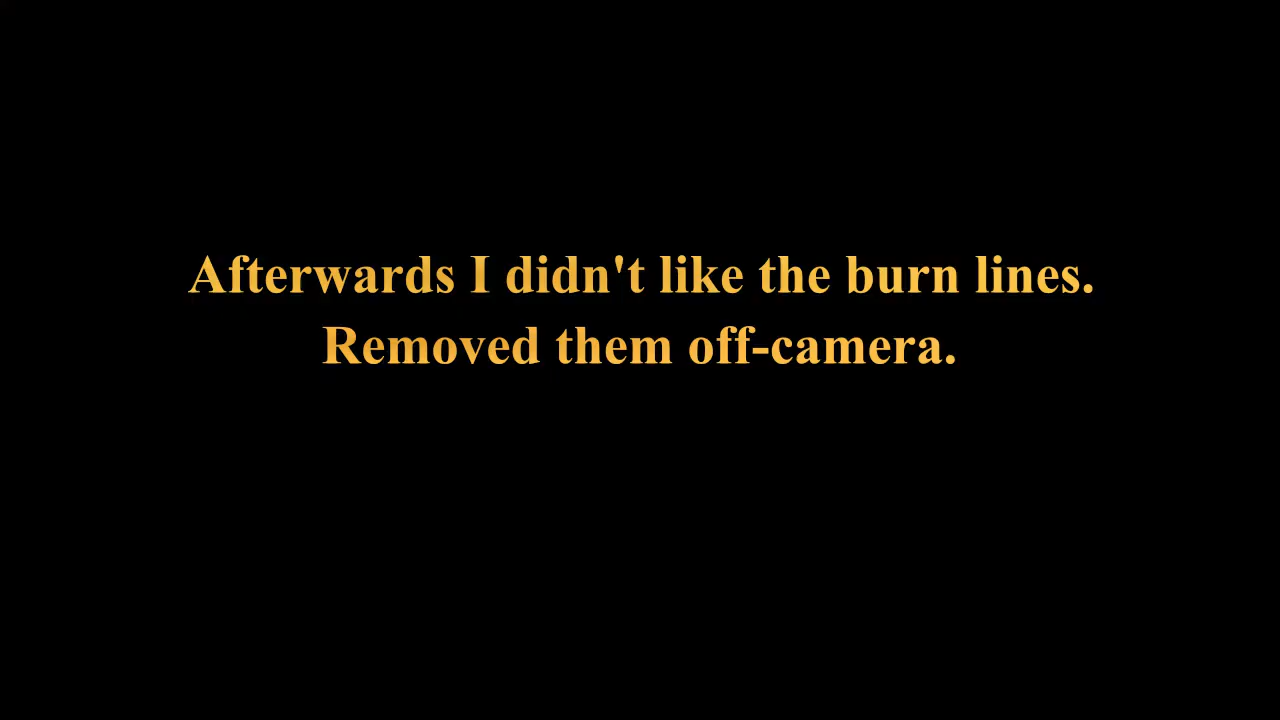 Afterwards I didn't like the burn lines.
Removed them off-camera.